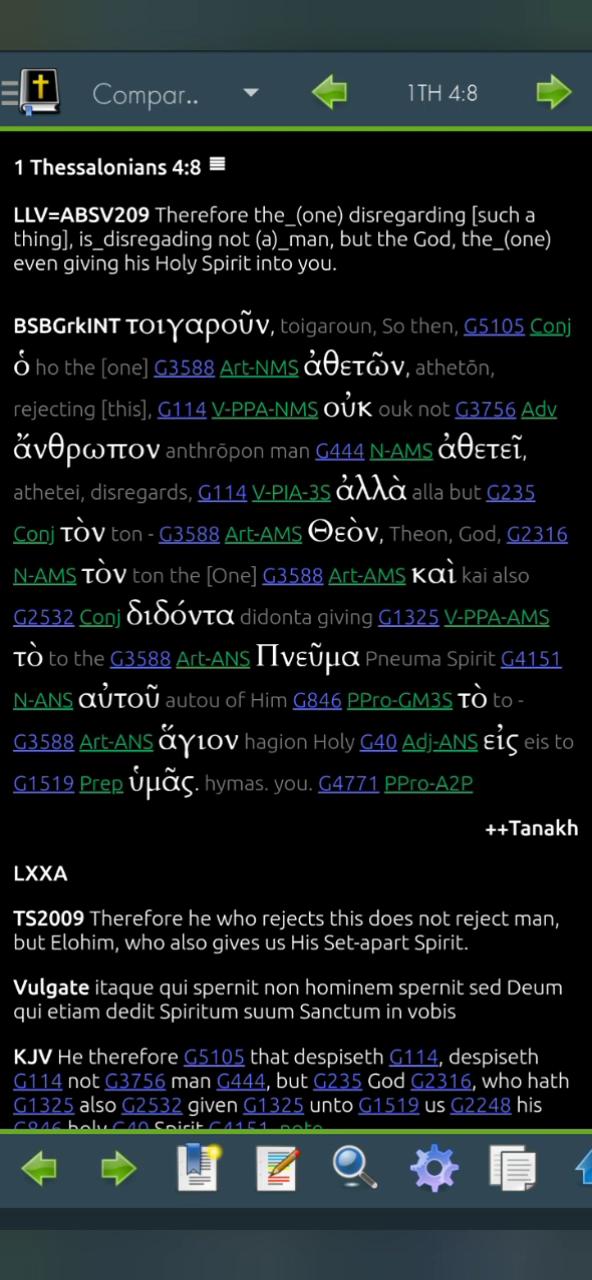 Compar.. 1TH 4:8
1 Thessalonians 4:8
LLV=ABSV209 Therefore the_(one) disregarding [such a
thing], is_disregading not (a)_man, but the God, the_(one)
even giving his Holy Spirit into you.
BSBGrkINT τοιγαροῦν, toigaroun, So then, G5105 Conj
ὁ ho the [one] G3588 Art-NMS ἀθετῶν, athetōn,
rejecting [this], G114 V-PPA-NMS οὐκ ouk not G3756 Adv
ἄνθρωπον anthrōpon man G444 N-AMS ἀθετεῖ,
athetei, disregards, G114 V-PIA-3S ἀλλὰ alla but G235
Conj τὸν ton - G3588 Art-AMS Θεὸν, Theon, God, G2316
N-AMS τὸν ton the [One] G3588 Art-AMS καὶ kai also
G2532 Conj διδόντα didonta giving G1325 V-PPA-AMS
τὸ to the G3588 Art-ANS Πνεῦμα Pneuma Spirit G4151
N-ANS αὐτοῦ autou of Him G846 PPro-GM3S τὸ to -
G3588 Art-ANS ἅγιον hagion Holy G40 Adj-ANS εἰς eis to
G1519 Prep ὑμᾶς. hymas. you. G4771 PPro-A2P
++Tanakh
LXXA
TS2009 Therefore he who rejects this does not reject man,
but Elohim, who also gives us His Set-apart Spirit.
Vulgate itaque qui spernit non hominem spernit sed Deum
qui etiam dedit Spiritum suum Sanctum in vobis
KJV He therefore G5105 that despiseth G114, despiseth
G114 not G3756 man G444, but G235 God G2316, who hath
G1325 also G2532 given G1325 unto G1519 us G2248 his
G846 holy G40 Spirit G4151. note